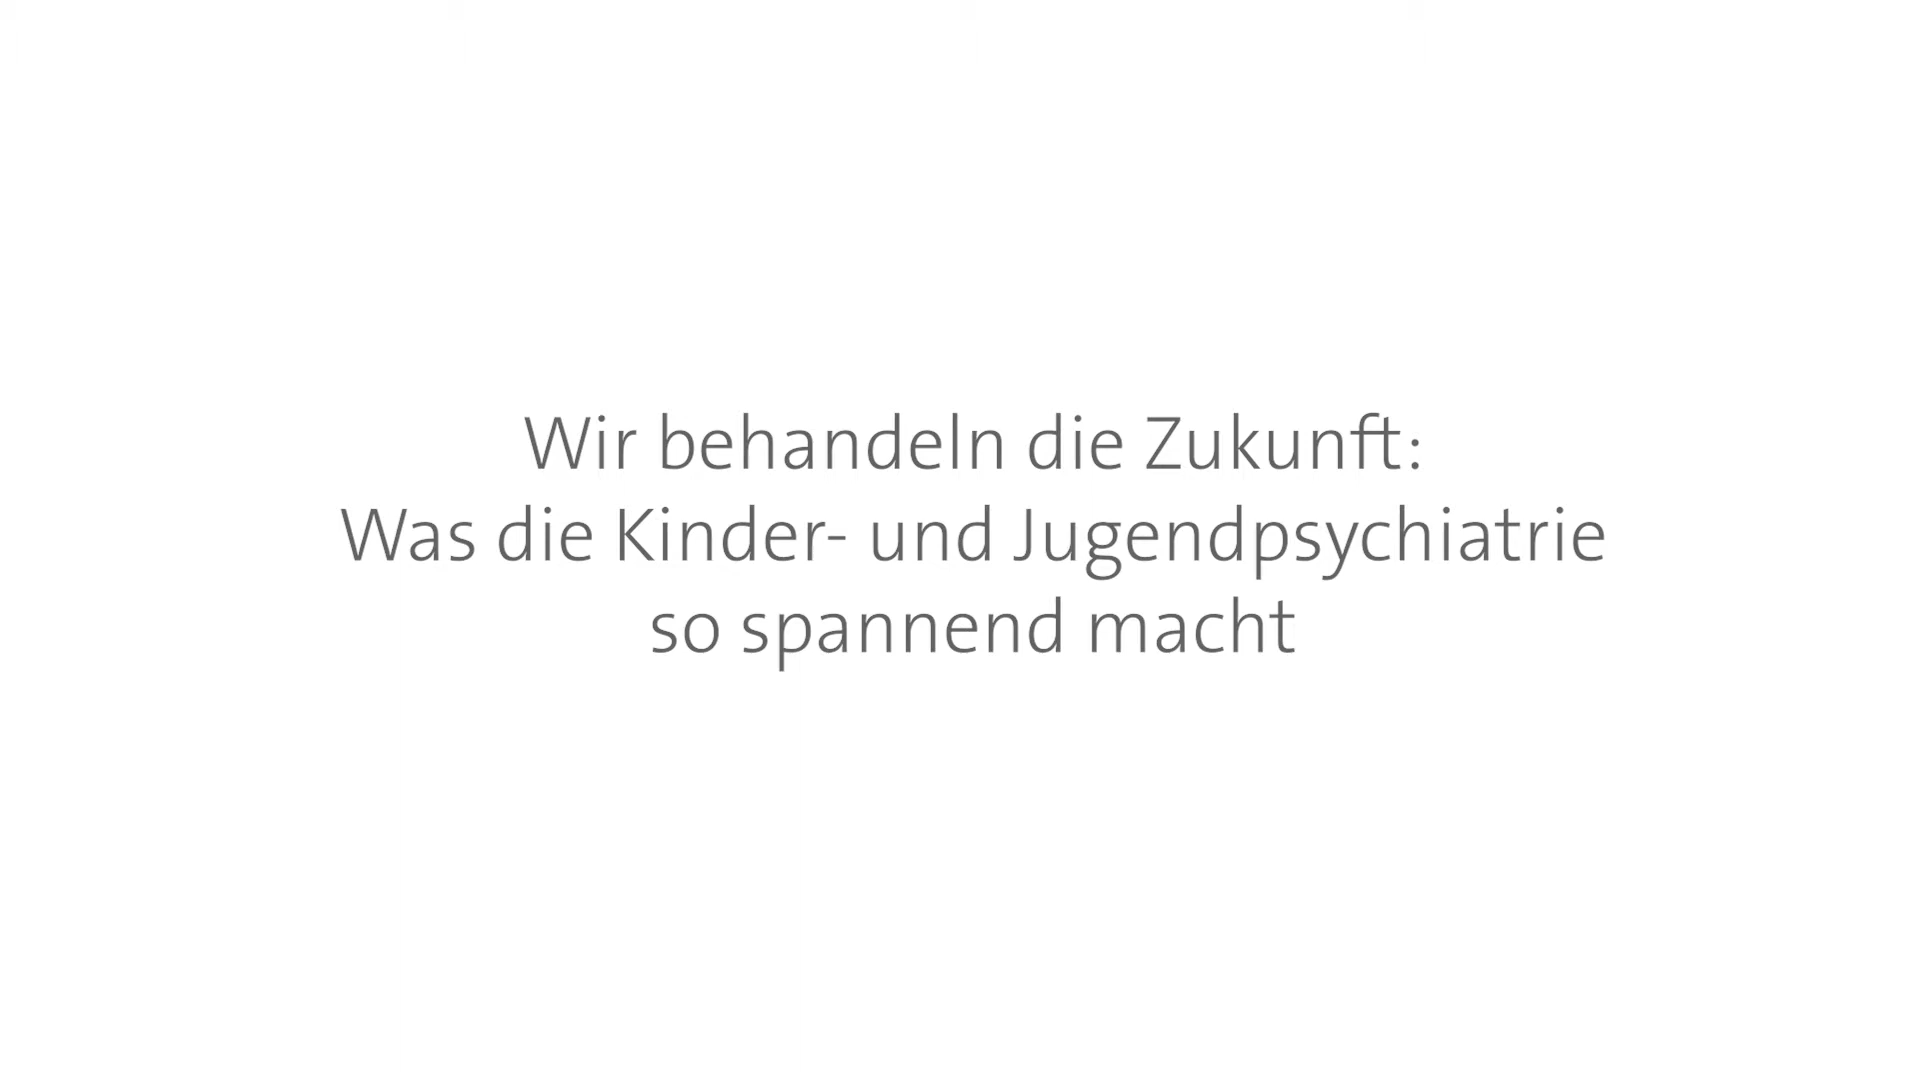 Wir behandeln die Zukunft:
Was die Kinder- und Jugendpsychiatrie
so spannend macht